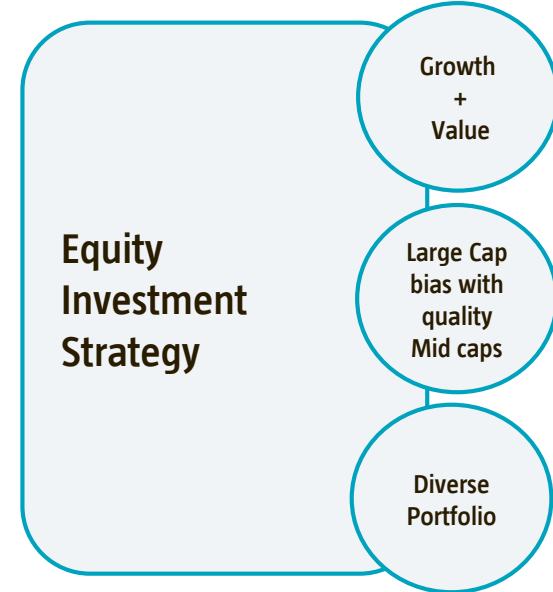 Growth
+
Value
Equity
Investment
Strategy
Large Cap
bias with
quality
Mid caps
Diverse
Portfolio